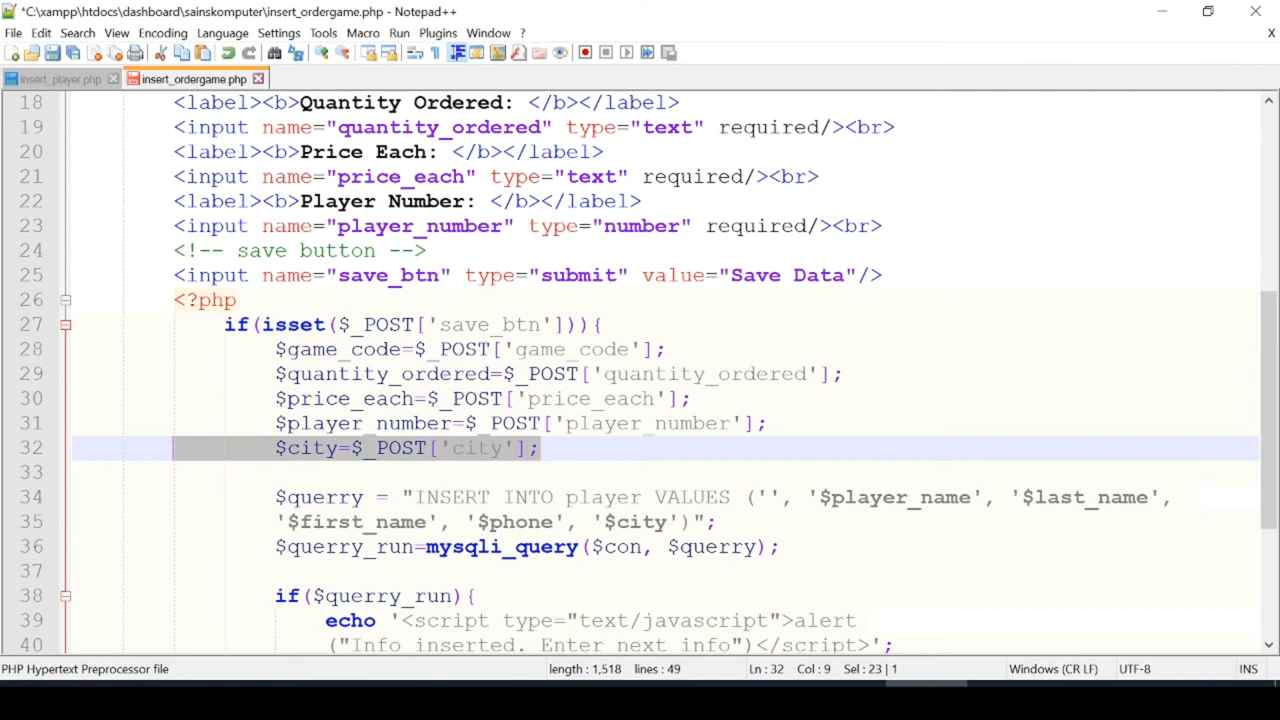 *C:\xampp\htdocs\dashboard\sainskomputer\insert_ordergame.php - Notepad++
File Edit Search View Encoding Language Settings Tools Macro Run Plugins Window ? X
insert_player.php insert_ordergame.php
18 <label><b>Quantity Ordered: </b></label>
19 <input name="quantity_ordered" type="text" required/><br>
20 <label><b>Price Each: </b></label>
21 <input name="price_each" type="text" required/><br>
22 <label><b>Player Number: </b></label>
23 <input name="player_number" type="number" required/><br>
24 <!-- save button -->
25 <input name="save_btn" type="submit" value="Save Data"/>
26 <?php
27 if(isset($_POST['save_btn'])){
28 $game_code=$_POST['game_code'];
29 $quantity_ordered=$_POST['quantity_ordered'];
30 $price_each=$_POST['price_each'];
31 $player_number=$_POST['player_number'];
32 $city=$_POST['city'];
33
34 $querry = "INSERT INTO player VALUES ('', '$player_name', '$last_name',
35 '$first_name', '$phone', '$city')";
36 $querry_run=mysqli_query($con, $querry);
37
38 if($querry_run){
39 echo '<script type="text/javascript">alert
40 ("Info inserted. Enter next info")</script>';
PHP Hypertext Preprocessor file length : 1,518 lines : 49 Ln : 32 Col : 9 Sel : 23 | 1 Windows (CR LF) UTF-8 INS